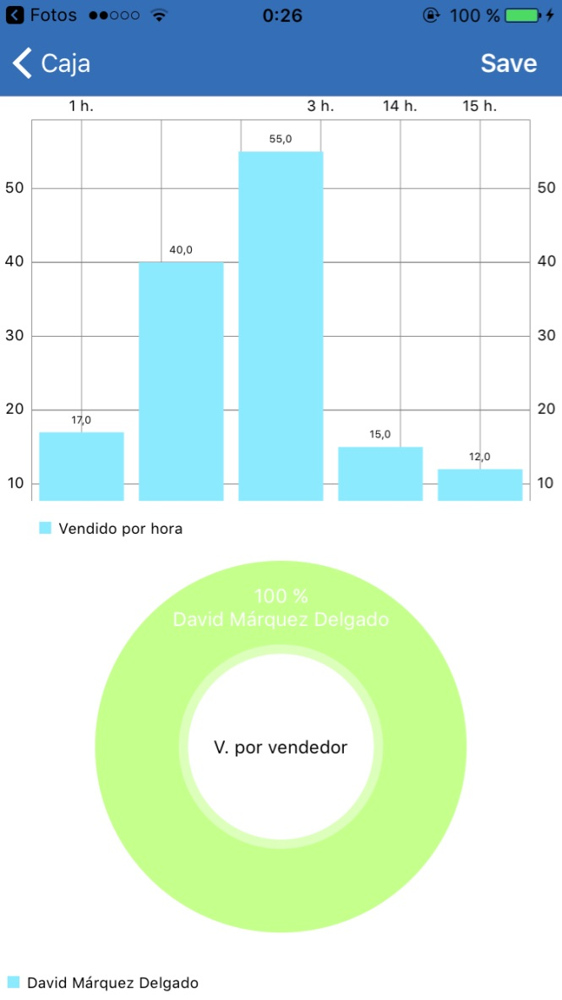 Fotos 0:26 100 %
Caja Save
1 h. 3 h. 14 h. 15 h.
55,0
50 50
40,0
40 40
30 30
20 20
17,0
15,0
12,0
10 10
Vendido por hora
100 %
David Márquez Delgado
V. por vendedor
David Márquez Delgado